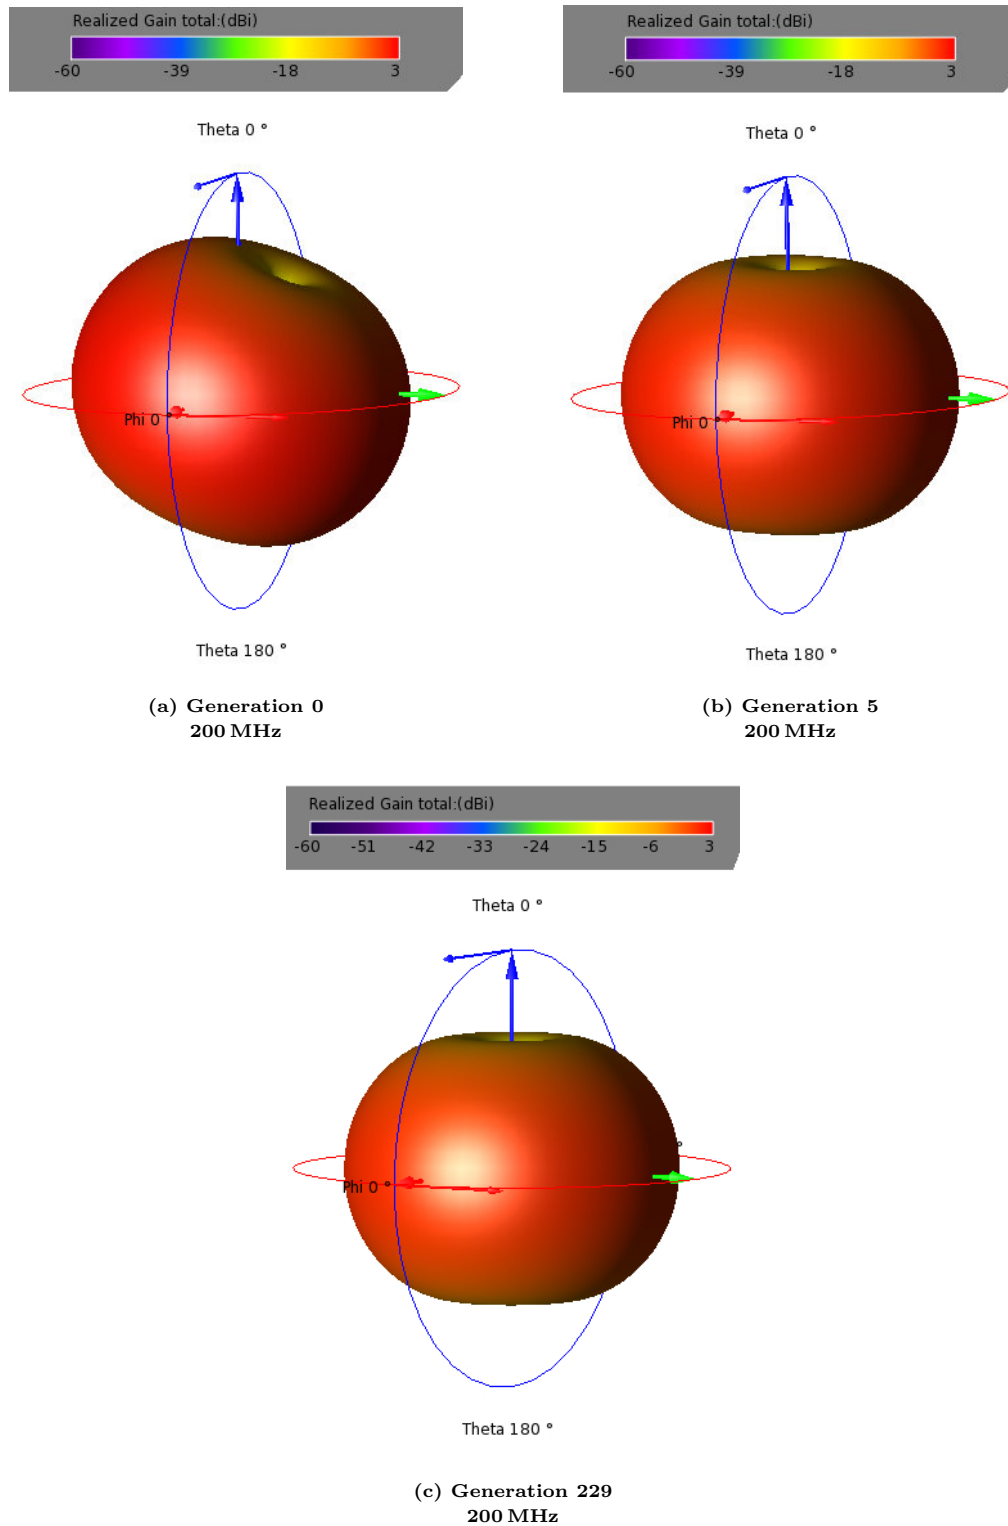 Realized Gain total:(dBi)
-60 -39 -18 3
Theta 0 °
Phi 0
Theta 180 °
(a) Generation 0
200 MHz
Realized Gain total:(dBi)
-60 -39 -18 3
Theta 0 °
Phi 0
Theta 180 °
(b) Generation 5
200 MHz
Realized Gain total:(dBi)
-60 -51 -42 -33 -24 -15 -6 3
Theta 0 °
Phi 0 °
Theta 180 °
(c) Generation 229
200 MHz